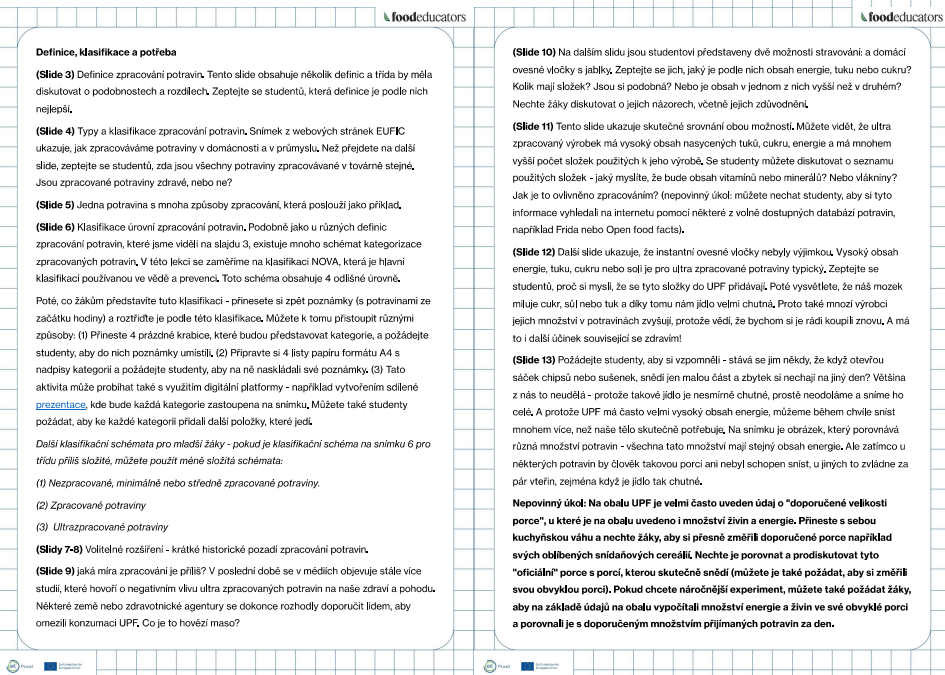 foodeducators
Definice, klasifikace a potřeba
(Slide 3) Definice zpracování potravin. Tento slide obsahuje několik definic a třída by měla
diskutovat o podobnostech a rozdílech. Zeptejte se studentů, která definice je podle nich
nejlepší.
(Slide 4) Typy a klasifikace zpracování potravin. Snímek z webových stránek EUFIC
ukazuje, jak zpracováváme potraviny v domácnosti a v průmyslu. Než přejdete na další
slide, zeptejte se studentů, zda jsou všechny potraviny zpracovávané v továrně stejné.
Jsou zpracované potraviny zdravé, nebo ne?
(Slide 5) Jedna potravina s mnoha způsoby zpracování, která poslouží jako příklad.
(Slide 6) Klasifikace úrovní zpracování potravin. Podobně jako u různých definic
zpracování potravin, které jsme viděli na slajdu 3, existuje mnoho schémat kategorizace
zpracovaných potravin. V této lekci se zaměříme na klasifikaci NOVA, která je hlavní
klasifikací používanou ve vědě a prevenci. Toto schéma obsahuje 4 odlišné úrovně.
Poté, co žákům představíte tuto klasifikaci - přinesete si zpět poznámky (s potravinami ze
začátku hodiny) a roztřiďte je podle této klasifikace. Můžete k tomu přistoupit různými
způsoby: (1) Přineste 4 prázdné krabice, které budou představovat kategorie, a požádejte
studenty, aby do nich poznámky umístili. (2) Připravte si 4 listy papíru formátu A4 s
nadpisy kategorií a požádejte studenty, aby na ně naskládali své poznámky. (3) Tato
aktivita může probíhat také s využitím digitální platformy - například vytvořením sdílené
prezentace, kde bude každá kategorie zastoupena na snímku. Můžete také studenty
požádat, aby ke každé kategorii přidali další položky, které jedí.
Další klasifikační schémata pro mladší žáky - pokud je klasifikační schéma na snímku 6 pro
třídu příliš složité, můžete použít méně složitá schémata:
(1) Nezpracované, minimálně nebo středně zpracované potraviny.
(2) Zpracované potraviny
(3) Ultrazpracované potraviny
(Slidy 7-8) Volitelné rozšíření - krátké historické pozadí zpracování potravin.
(Slide 9) jaká míra zpracování je příliš? V poslední době se v médiích objevuje stále více
studií, které hovoří o negativním vlivu ultra zpracovaných potravin na naše zdraví a pohodu.
Některé země nebo zdravotnické agentury se dokonce rozhodly doporučit lidem, aby
omezili konzumaci UPF. Co je to hovězí maso?
Food
foodeducators
(Slide 10) Na dalším slidu jsou studentovi představeny dvě možnosti stravování: a domácí
ovesné vločky s jablky. Zeptejte se jich, jaký je podle nich obsah energie, tuku nebo cukru?
Kolik mají složek? Jsou si podobná? Nebo je obsah v jednom z nich vyšší než v druhém?
Nechte žáky diskutovat o jejich názorech, včetně jejich zdůvodnění.
(Slide 11) Tento slide ukazuje skutečné srovnání obou možností. Můžete vidět, že ultra
zpracovaný výrobek má vysoký obsah nasycených tuků, cukru, energie a má mnohem
vyšší počet složek použitých k jeho výrobě. Se studenty můžete diskutovat o seznamu
použitých složek - jaký myslíte, že bude obsah vitamínů nebo minerálů? Nebo vlákniny?
Jak je to ovlivněno zpracováním? (nepovinný úkol: můžete nechat studenty, aby si tyto
informace vyhledali na internetu pomocí některé z volně dostupných databází potravin,
například Frida nebo Open food facts).
(Slide 12) Další slide ukazuje, že instantní ovesné vločky nebyly výjimkou. Vysoký obsah
energie, tuku, cukru nebo soli je pro ultra zpracované potraviny typický. Zeptejte se
studentů, proč si myslí, že se tyto složky do UPF přidávají. Poté vysvětlete, že náš mozek
miluje cukr, sůl nebo tuk a díky tomu nám jídlo velmi chutná. Proto také mnozí výrobci
jejich množství v potravinách zvyšují, protože vědí, že bychom si je rádi koupili znovu. A má
to i další účinek související se zdravím!
(Slide 13) Požádejte studenty, aby si vzpomněli - stává se jim někdy, že když otevřou
sáček chipsů nebo sušenek, snědí jen malou část a zbytek si nechají na jiný den? Většina
z nás to neudělá - protože takové jídlo je nesmírně chutné, prostě neodoláme a sníme ho
celé. A protože UPF má často velmi vysoký obsah energie, můžeme během chvíle sníst
mnohem více, než naše tělo skutečně potřebuje. Na snímku je obrázek, který porovnává
různá množství potravin - všechna tato množství mají stejný obsah energie. Ale zatímco u
některých potravin by člověk takovou porci ani nebyl schopen sníst, u jiných to zvládne za
pár vteřin, zejména když je jídlo tak chutné.
Nepovinný úkol: Na obalu UPF je velmi často uveden údaj o "doporučené velikosti
porce", u které je na obalu uvedeno i množství živin a energie. Přineste s sebou
kuchyňskou váhu a nechte žáky, aby si přesně změřili doporučené porce například
svých oblíbených snídaňových cereálií. Nechte je porovnat a prodiskutovat tyto
"oficiální" porce s porcí, kterou skutečně snědí (můžete je také požádat, aby si změřili
svou obvyklou porci). Pokud chcete náročnější experiment, můžete také požádat žáky,
aby na základě údajů na obalu vypočítali množství energie a živin ve své obvyklé porci
a porovnali je s doporučeným množstvím přijímaných potravin za den.
Food